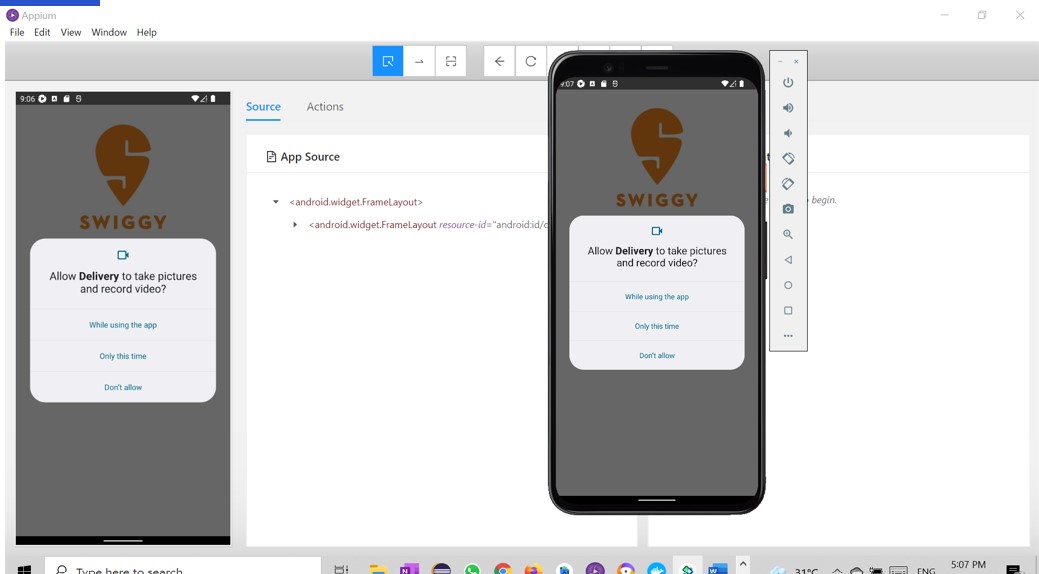 Appium
File Edit View Window Help
9:06
SWIGGY
Allow Delivery to take pictures
and record video?
While using the app
Only this time
Don't allow
Source Actions
App Source
<android.widget.FrameLayout>
<android.widget.FrameLayout resource-id="android:id/c
9:07
SWIGGY
Allow Delivery to take pictures
and record video?
While using the app
Only this time
Don't allow
begin.
Type here to search
31°C
ENG
5:07 PM